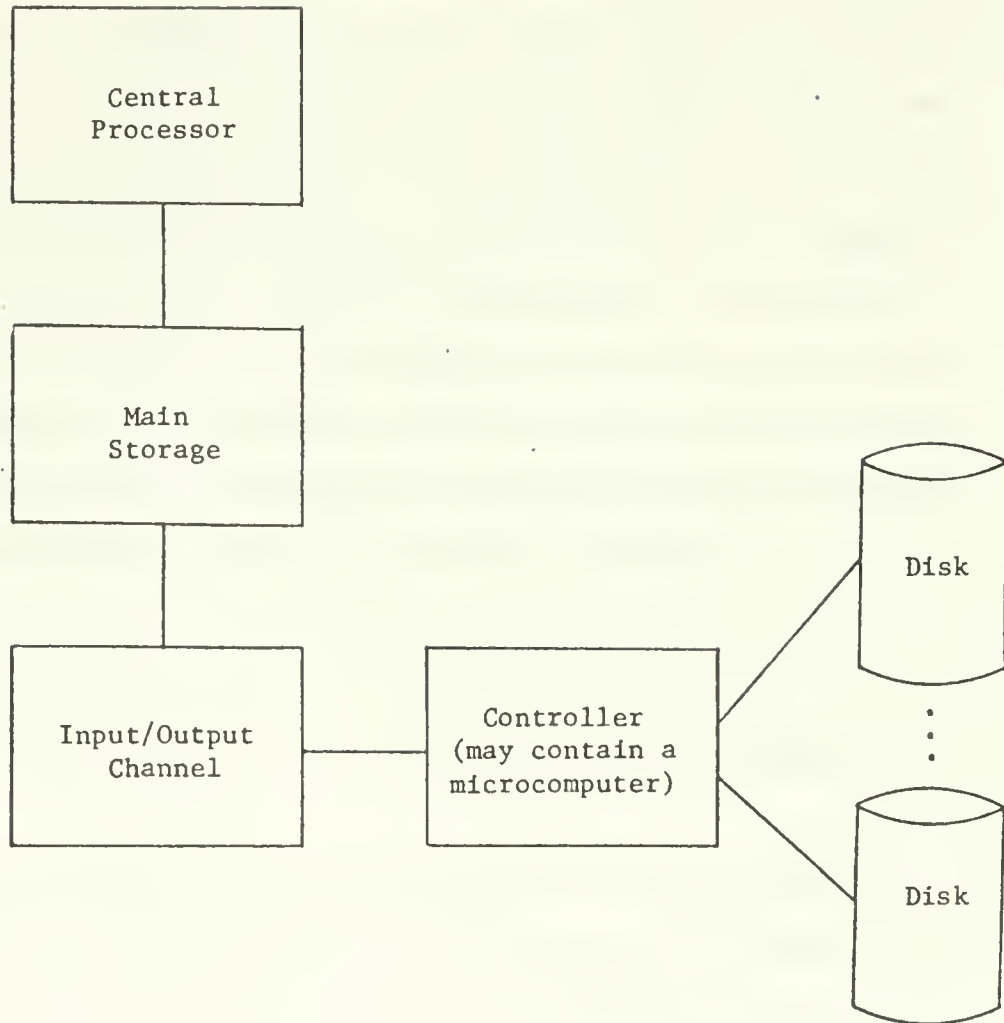 Central
Processor
Main
Storage
Input/Output
Channel
Controller
(may contain a
microcomputer)
Disk
Disk